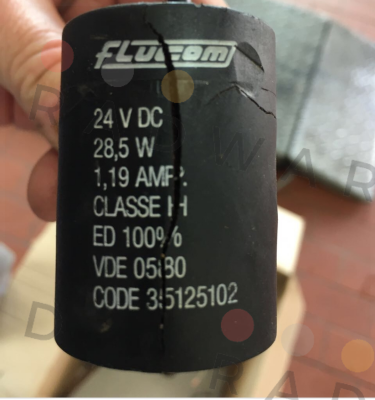 FLUCOM
24 V DC
28,5 W
1,19 AMP.
CLASSE H
ED 100%
VDE 0580
CODE 35125102